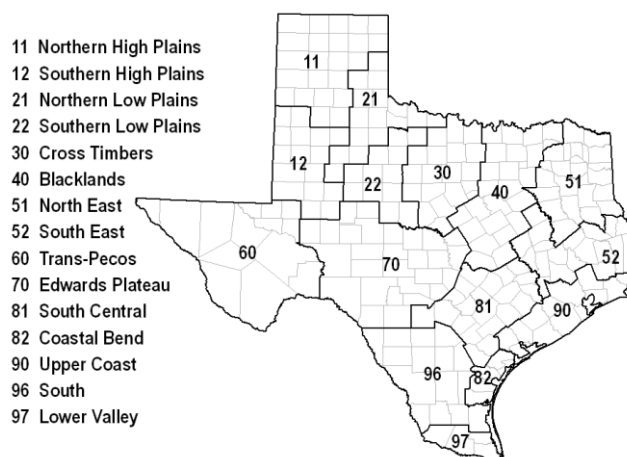 11 Northern High Plains
12 Southern High Plains
21 Northern Low Plains
22 Southern Low Plains
30 Cross Timbers
40 Blacklands
51 North East
52 South East
60 Trans-Pecos
70 Edwards Plateau
81 South Central
82 Coastal Bend
90 Upper Coast
96 South
97 Lower Valley
11
21
12
22
30
40
51
60
70
52
81
90
96
82
97